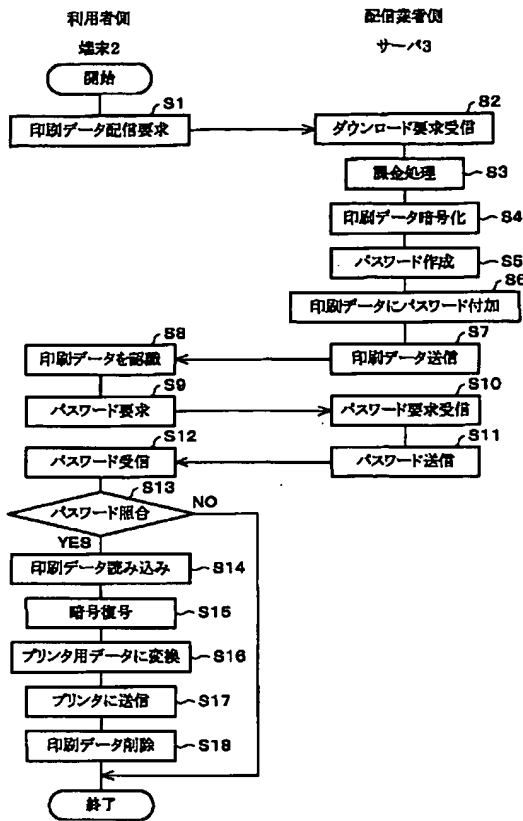 利用者側
配信業者側
端末2
サーバ3
開始
S1
印刷データ配信要求
S2
ダウンロード要求受信
課金処理
S3
印刷データ暗号化
S4
パスワード作成
S5
S6
印刷データにパスワード付加
S7
印刷データ送信
S8
印刷データを認識
S9
パスワード要求
S10
パスワード要求受信
S11
パスワード送信
S12
パスワード受信
S13
パスワード照合
NO
YES
印刷データ読み込み
S14
暗号復号
S15
プリンタ用データに変換
S16
プリンタに送信
S17
印刷データ削除
S18
終了